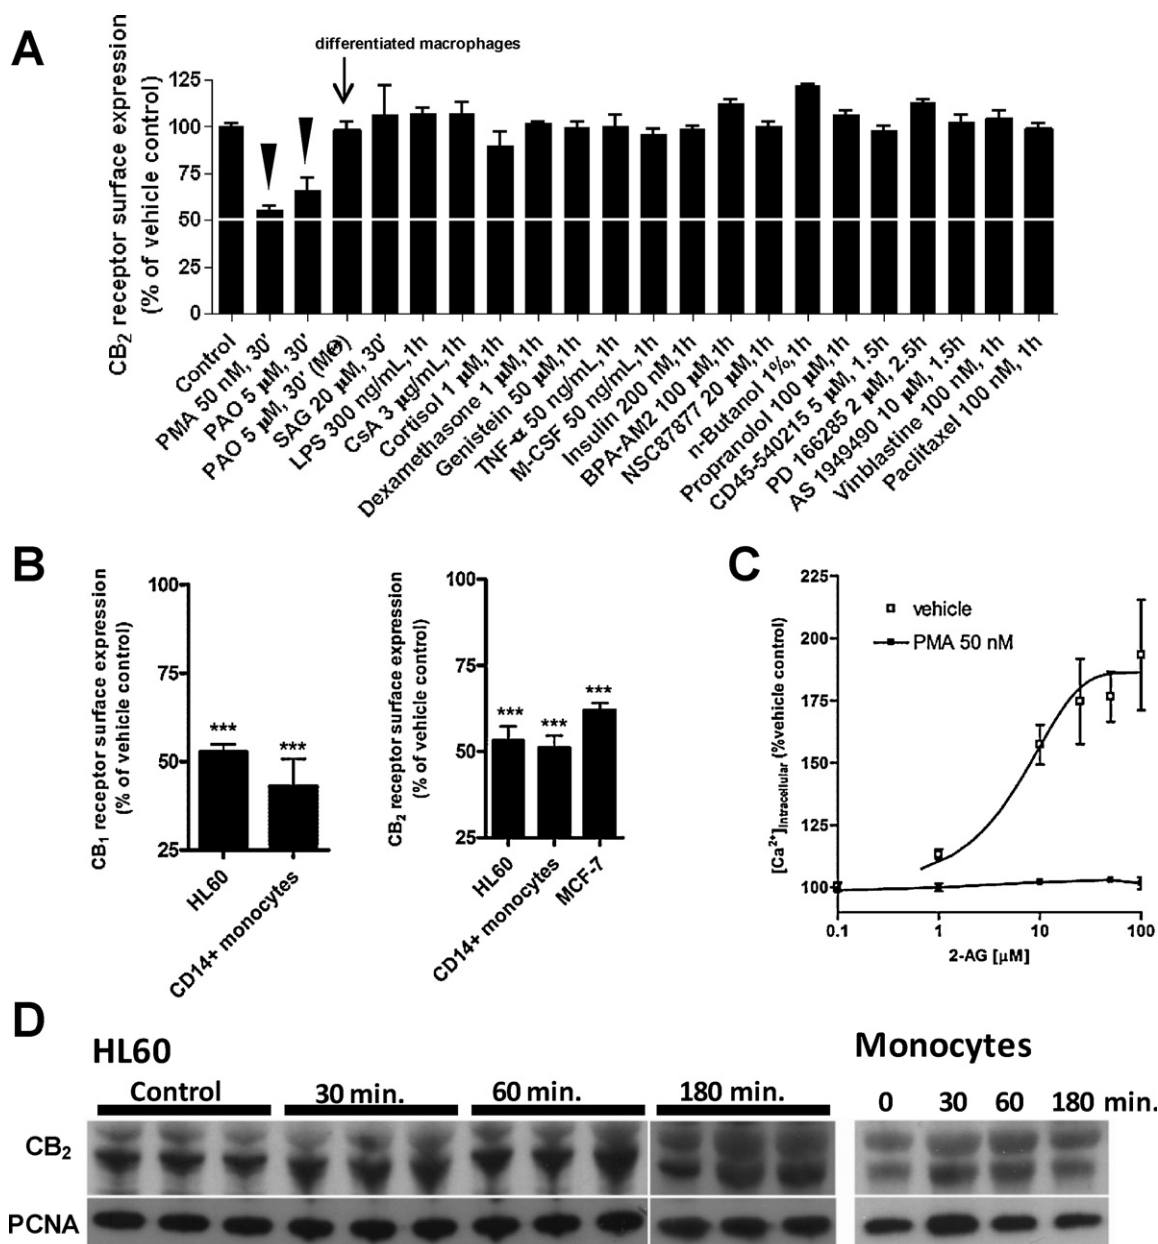 A
differentiated macrophages
CB2 receptor surface expression
(% of vehicle control)
125
100
75
50
25
0
Control
PMA 50 nM, 30'
PAO 5 µM, 30'
PAO 5 µM, 30' (MΘ)
SAG 20 µM, 30'
LPS 300 ng/mL,1h
CsA 3 µg/mL,1h
Cortisol 1 µM,1h
Dexamethasone 1 µM,1h
Genistein 50 µM,1h
TNF-α 50 ng/mL,1h
M-CSF 50 ng/mL,1h
Insulin 200 nM,1h
BPA-AM2 100 µM,1h
NSC87877 20 µM,1h
n-Butanol 1%,1h
Propranolol 100 µM,1h
CD45-540215 5 µM, 1,5h
PD 166285 2 µM, 2,5h
AS 1949490 10 µM, 1,5h
Vinblastine 100 nM, 1h
Paclitaxel 100 nM, 1h
B
CB1 receptor surface expression
(% of vehicle control)
100
75
50
25
***
***
HL60
CD14+ monocytes
CB2 receptor surface expression
(% of vehicle control)
100
75
50
25
***
***
***
HL60
CD14+ monocytes
MCF-7
C
[Ca2+]Intracellular (%vehicle control)
225
200
175
150
125
100
vehicle
PMA 50 nM
0.1
1
10
100
2-AG [µM]
D
HL60
Control
30 min.
60 min.
180 min.
Monocytes
0 30 60 180 min.
CB2
PCNA